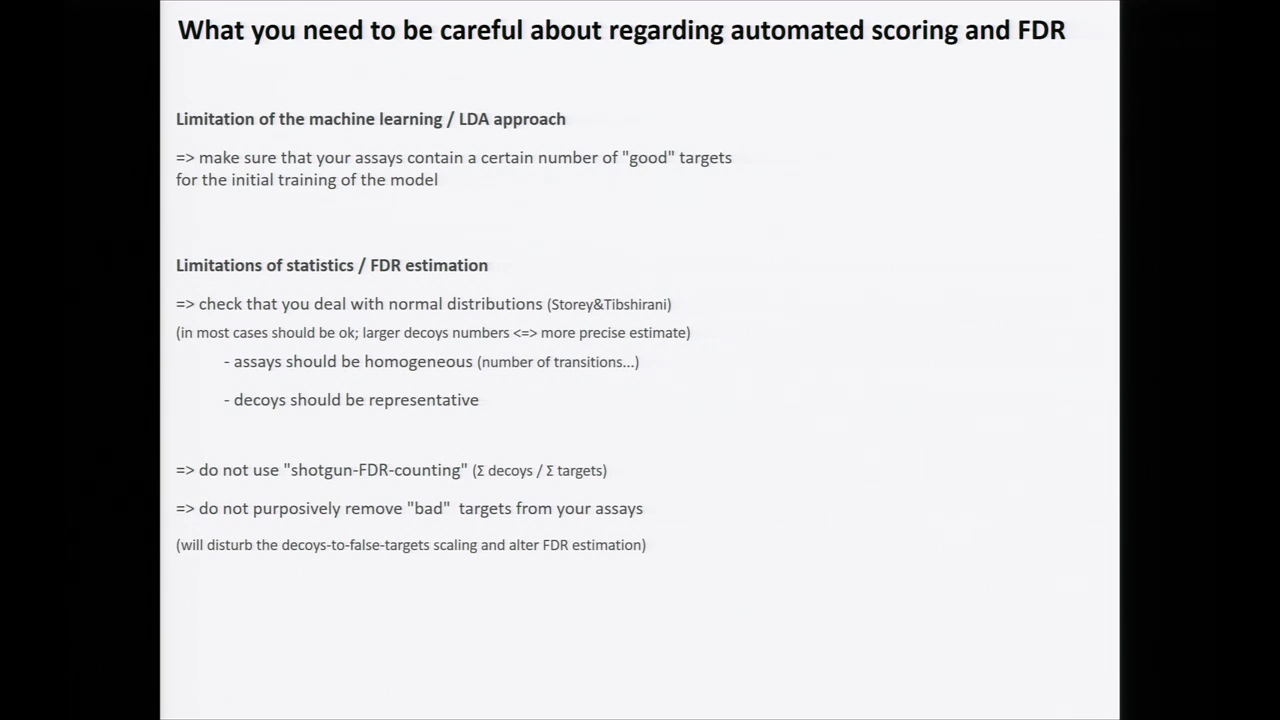 What you need to be careful about regarding automated scoring and FDR
Limitation of the machine learning / LDA approach
=> make sure that your assays contain a certain number of "good" targets
for the initial training of the model
Limitations of statistics / FDR estimation
=> check that you deal with normal distributions (Storey&Tibshirani)
(in most cases should be ok; larger decoys numbers <=> more precise estimate)
- assays should be homogeneous (number of transitions...)
- decoys should be representative
=> do not use "shotgun-FDR-counting" (Σ decoys / Σ targets)
=> do not purposively remove "bad"  targets from your assays
(will disturb the decoys-to-false-targets scaling and alter FDR estimation)